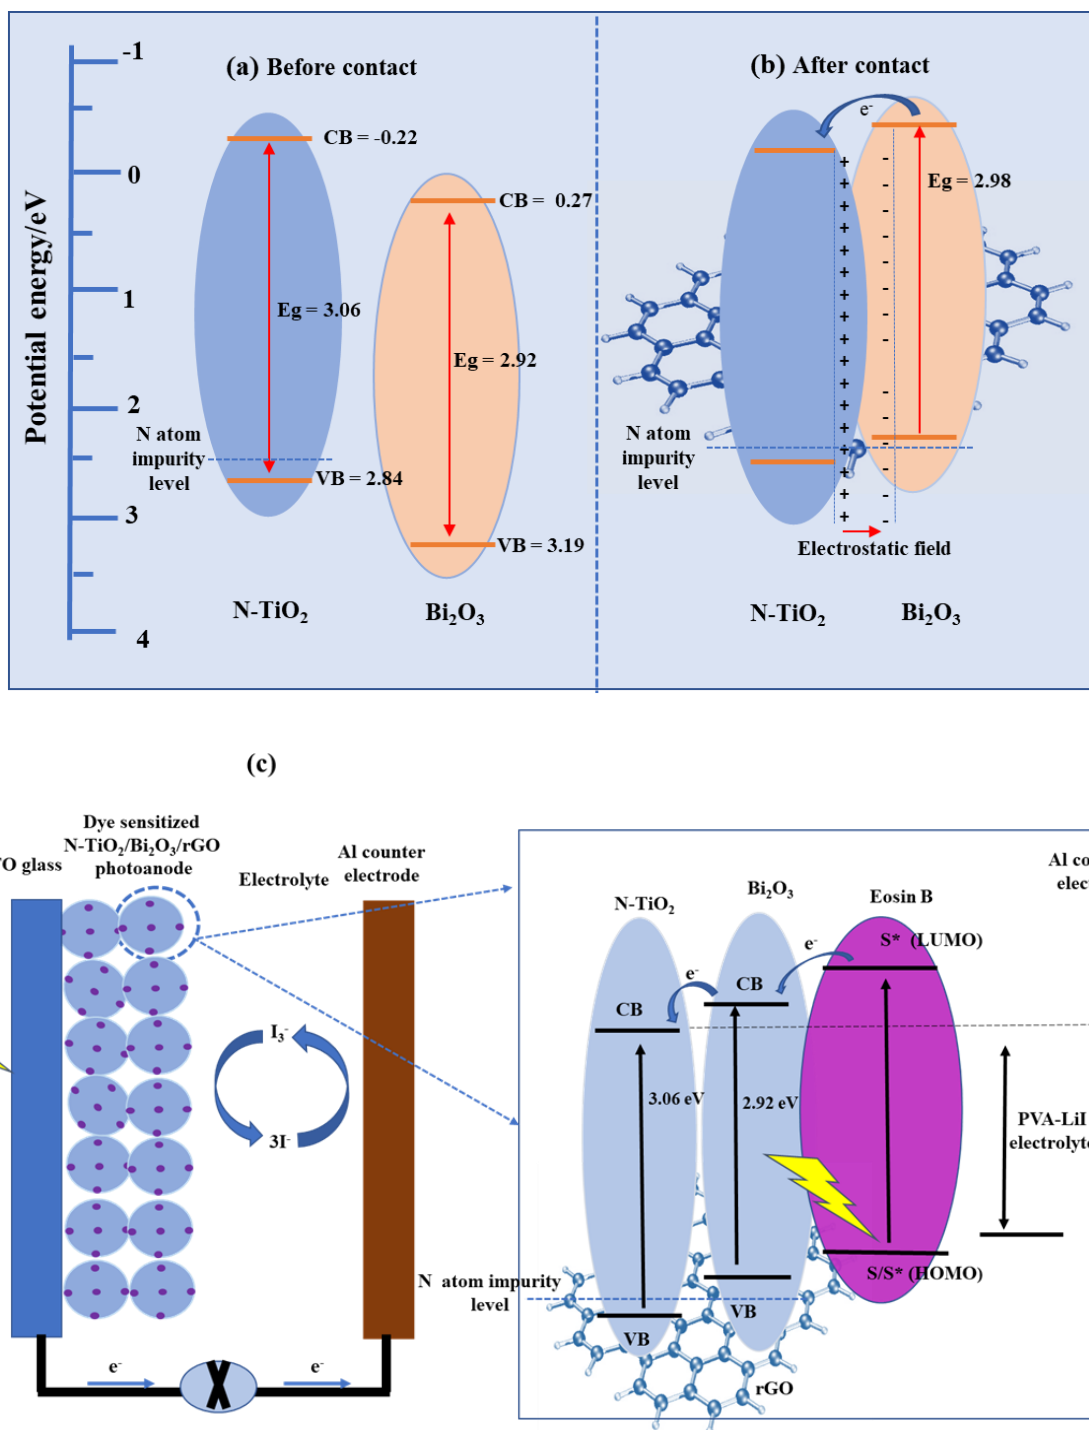 (a) Before contact
(b) After contact
Potential energy/eV
-1
0
1
2
3
4
CB = -0.22
Eg = 3.06
N atom
impurity
level
VB = 2.84
N-TiO₂
CB = 0.27
Eg = 2.92
VB = 3.19
Bi₂O₃
e⁻
Eg = 2.98
N atom
impurity
level
+ + + + + + + + + + + + + + + + +
- - - - - - - - - - - - - -
Electrostatic field
N-TiO₂
Bi₂O₃
(c)
Dye sensitized
N-TiO₂/Bi₂O₃/rGO
photoanode
glass
Electrolyte
Al counter
electrode
I₃⁻
3I⁻
e⁻
e⁻
N-TiO₂
Bi₂O₃
Eosin B
Al
S* (LUMO)
e⁻
e⁻
CB
CB
3.06 eV
2.92 eV
PVA-LiI
electrolyte
S/S* (HOMO)
N atom impurity
level
VB
VB
rGO